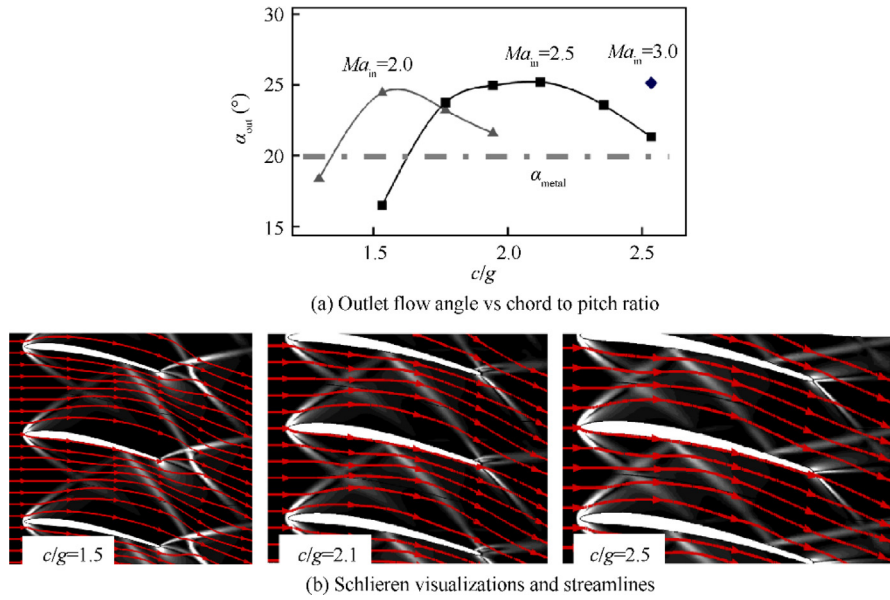 30
25
20
15
α_out (°)
Ma_in=2.0
Ma_in=2.5
Ma_in=3.0
α_metal
1.5
2.0
2.5
c/g
(a) Outlet flow angle vs chord to pitch ratio
c/g=1.5
c/g=2.1
c/g=2.5
(b) Schlieren visualizations and streamlines